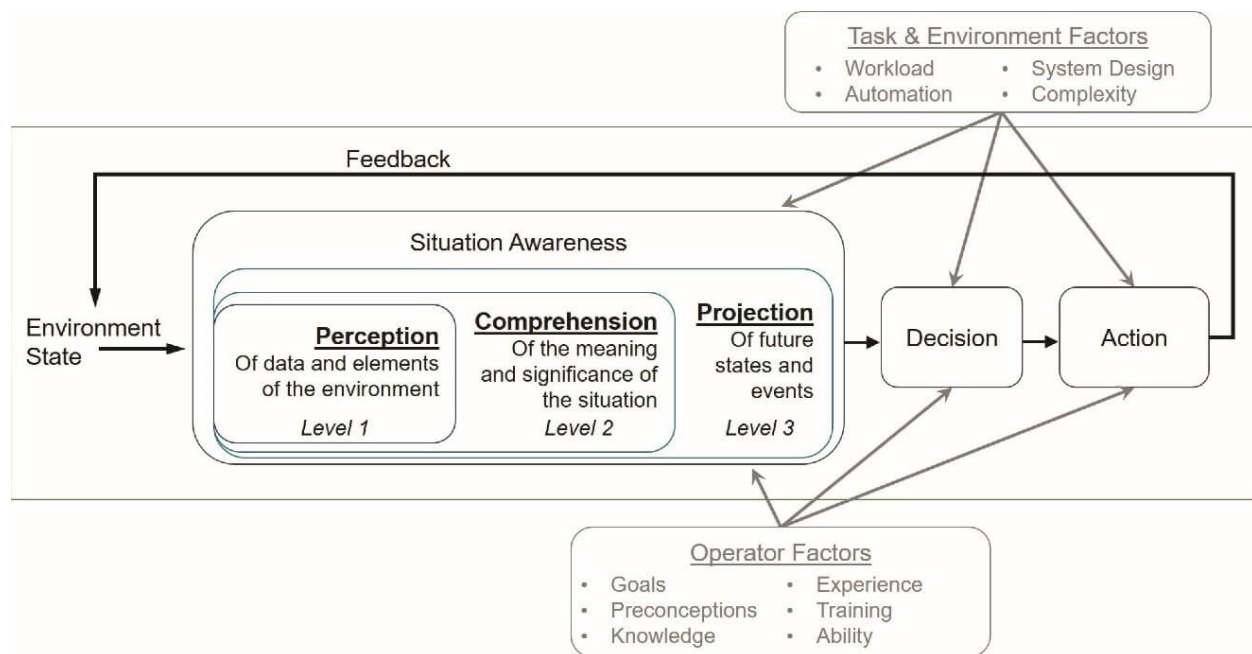 Task & Environment Factors
• Workload
• Automation
• System Design
• Complexity
Feedback
Situation Awareness
Environment
State
Perception
Of data and elements
of the environment
Level 1
Comprehension
Of the meaning
and significance of
the situation
Level 2
Projection
Of future
states and
events
Level 3
Decision
Action
Operator Factors
• Goals
• Preconceptions
• Knowledge
• Experience
• Training
• Ability